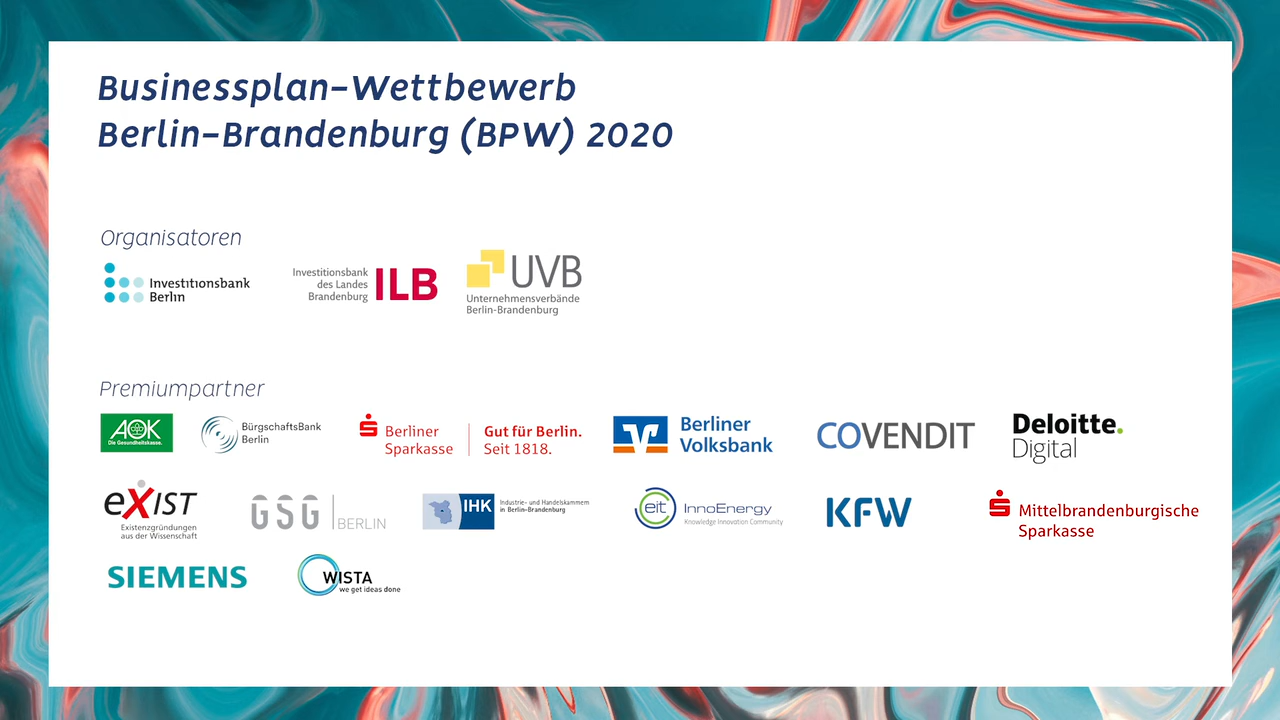 Businessplan-Wettbewerb
Berlin-Brandenburg (BPW) 2020
Organisatoren
Investitionsbank
Berlin
Investitionsbank
des Landes
Brandenburg
ILB
UVB
Unternehmensverbände
Berlin-Brandenburg
Premiumpartner
AOK
Die Gesundheitskasse.
BürgschaftsBank
Berlin
Berliner
Sparkasse
Gut für Berlin.
Seit 1818.
Berliner
Volksbank
COVENDIT
Deloitte.
Digital
eXIST
Existenzgründungen
aus der Wissenschaft
GSG BERLIN
IHK
Industrie- und Handelskammern
in Berlin-Brandenburg
eit InnoEnergy
Knowledge Innovation Community
KFW
Mittelbrandenburgische
Sparkasse
SIEMENS
WISTA
we get ideas done